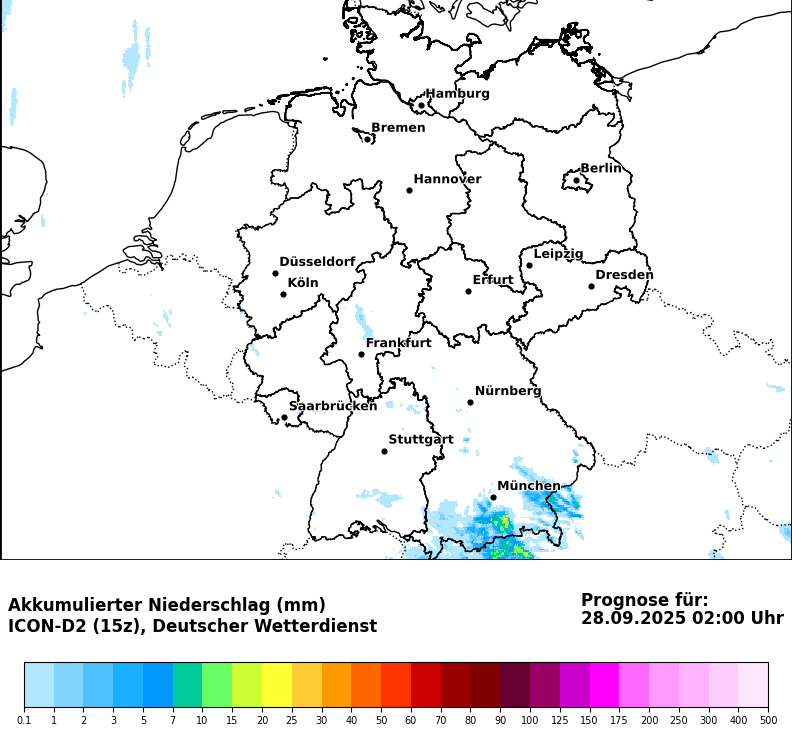 Hamburg
Bremen
Berlin
Hannover
Leipzig
Düsseldorf
Dresden
Köln
Erfurt
Frankfurt
Nürnberg
Saarbrücken
Stuttgart
München
Akkumulierter Niederschlag (mm)
ICON-D2 (15z), Deutscher Wetterdienst
Prognose für:
28.09.2025 02:00 Uhr
0.1 1 2 3 5 7 10 15 20 25 30 40 50 60 70 80 90 100 125 150 175 200 250 300 400 500